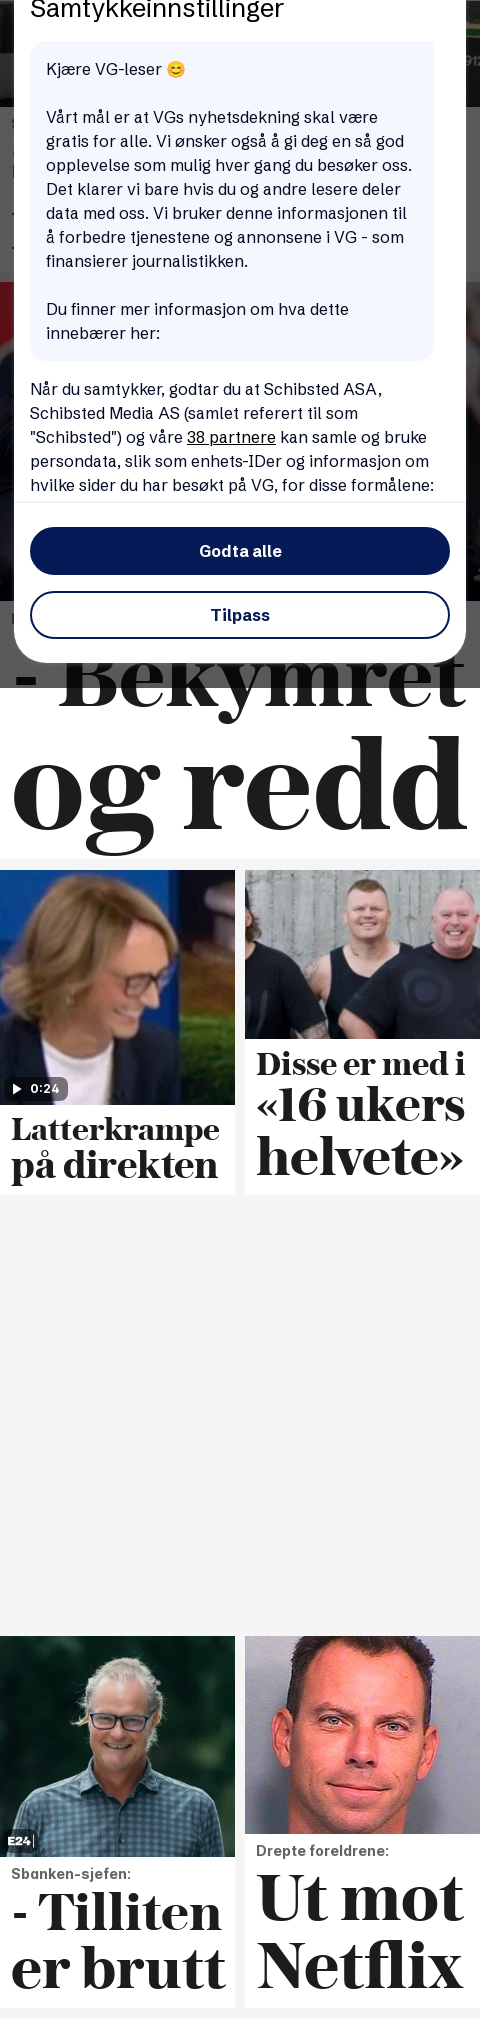 Samtykkeinnstillinger
Kjære VG-leser 😊
Vårt mål er at VGs nyhetsdekning skal være
gratis for alle. Vi ønsker også å gi deg en så god
opplevelse som mulig hver gang du besøker oss.
Det klarer vi bare hvis du og andre lesere deler
data med oss. Vi bruker denne informasjonen til
å forbedre tjenestene og annonsene i VG - som
finansierer journalistikken.
Du finner mer informasjon om hva dette
innebærer her:
Når du samtykker, godtar du at Schibsted ASA,
Schibsted Media AS (samlet referert til som
"Schibsted") og våre 38 partnere kan samle og bruke
persondata, slik som enhets-IDer og informasjon om
hvilke sider du har besøkt på VG, for disse formålene:
Godta alle
Tilpass
- Bekymret
og redd
0:24
Latterkrampe
på direkten
Disse er med i
«16 ukers
helvete»
E24
Sbanken-sjefen:
- Tilliten
er brutt
Drepte foreldrene:
Ut mot
Netflix